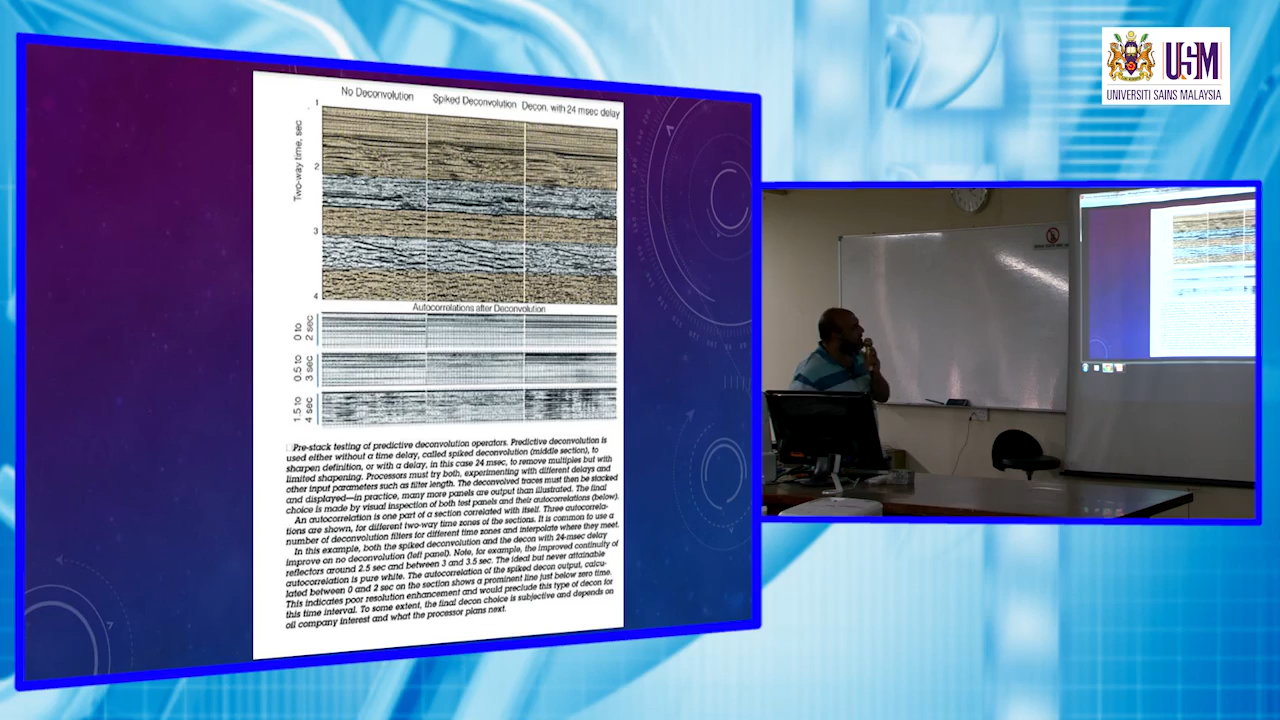 USM
UNIVERSITI SAINS MALAYSIA
No Deconvolution
Spiked Deconvolution
Decon. with 24 msec delay
Two-way time, sec
1
2
3
4
Autocorrelations after Deconvolution
0 to
2 sec
0.5 to
3 sec
1.5 to
4 sec
Pre-stack testing of predictive deconvolution operators. Predictive deconvolution is
used either without a time delay, called spiked deconvolution (middle section), to
sharpen definition, or with a delay, in this case 24 msec, to remove multiples but with
limited shapening. Processors must try both, experimenting with different delays and
other input parameters such as filter length. The deconvolved traces must then be stacked
and displayed—in practice, many more panels are output than illustrated. The final
choice is made by visual inspection of both test panels and their autocorrelations (below).
An autocorrelation is one part of a section correlated with itself. Three autocorrela-
tions are shown, for different two-way time zones of the sections. It is common to use a
number of deconvolution filters for different time zones and interpolate where they meet.
In this example, both the spiked deconvolution and the decon with 24-msec delay
improve on no deconvolution (left panel). Note, for example, the improved continuity of
reflectors around 2.5 sec and between 3 and 3.5 sec. The ideal but never attainable
autocorrelation is pure white. The autocorrelation of the spiked decon output, calcu-
lated between 0 and 2 sec on the section shows a prominent line just below zero time.
This indicates poor resolution enhancement and would preclude this type of decon for
this time interval. To some extent, the final decon choice is subjective and depends on
oil company interest and what the processor plans next.